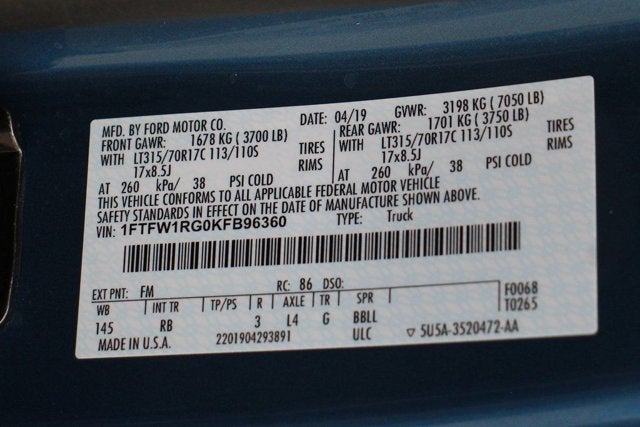 MFD. BY FORD MOTOR CO. DATE: 04/19 GVWR: 3198 KG ( 7050 LB)
FRONT GAWR: 1678 KG ( 3700 LB) REAR GAWR: 1701 KG ( 3750 LB)
WITH LT315/70R17C 113/110S TIRES WITH LT315/70R17C 113/110S TIRES
17x8.5J RIMS 17x8.5J RIMS
AT 260 kPa/ 38 PSI COLD AT 260 kPa/ 38 PSI COLD
THIS VEHICLE CONFORMS TO ALL APPLICABLE FEDERAL MOTOR VEHICLE
SAFETY STANDARDS IN EFFECT ON THE DATE OF MANUFACTURE SHOWN ABOVE.
VIN: 1FTFW1RG0KFB96360 TYPE: Truck
EXT PNT: FM RC: 86 DSO: F0068
WB INT TR TP/PS R AXLE TR SPR T0265
145 RB 3 L4 G BBLL
MADE IN U.S.A. 2201904293891 ULC ▽ 5U5A-3520472-AA